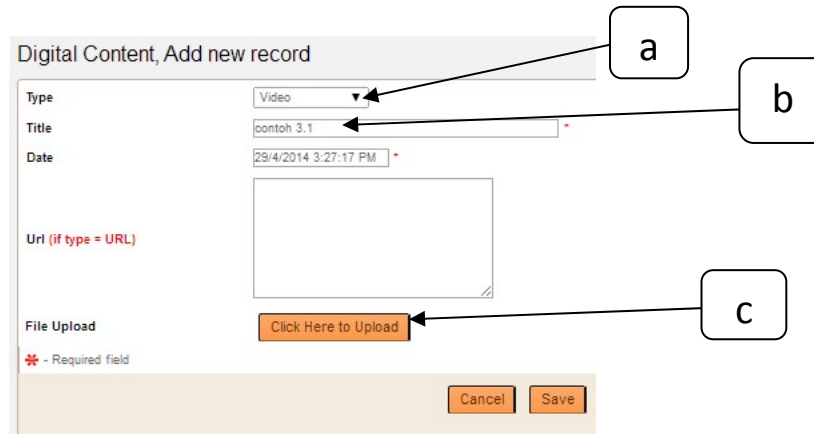 a
Digital Content, Add new record
b
Type Video
Title contoh 3.1 *
Date 29/4/2014 3:27:17 PM *
Url (if type = URL)
c
File Upload Click Here to Upload
* - Required field
Cancel Save